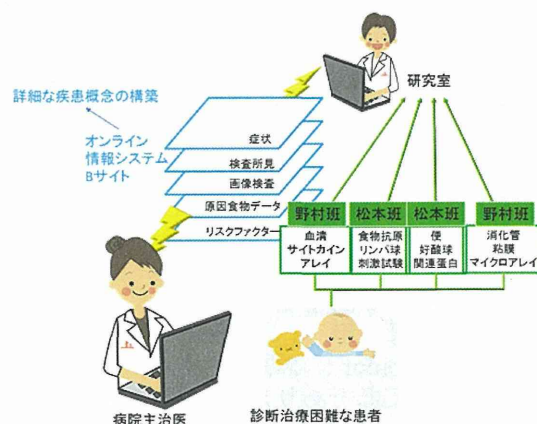 研究室
詳細な疾患概念の構築
オンライン
情報システム
Bサイト
症状
検査所見
画像検査
原因食物データ
リスクファクター
野村班
血清
サイトカイン
アレイ
松本班
食物抗原
リンパ球
刺激試験
松本班
便
好酸球
関連蛋白
野村班
消化管
粘膜
マイクロアレイ
病院主治医
診断治療困難な患者